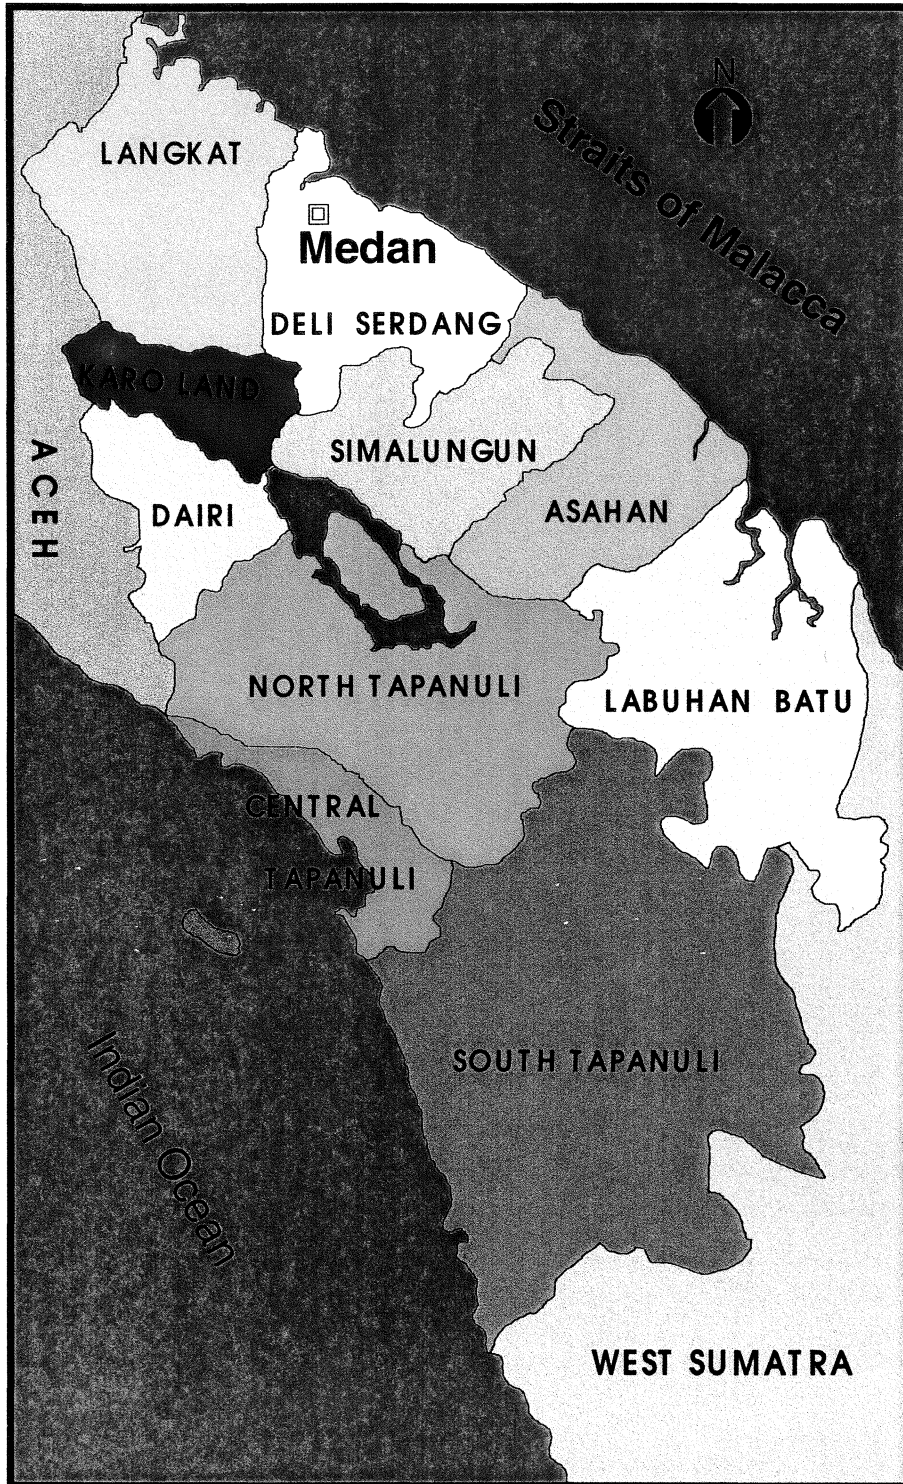 N
Straits of Malacca
LANGKAT
Medan
DELI SERDANG
KARO LAND
SIMALUNGUN
ACEH
DAIRI
ASAHAN
NORTH TAPANULI
LABUHAN BATU
CENTRAL
TAPANULI
SOUTH TAPANULI
Indian Ocean
WEST SUMATRA